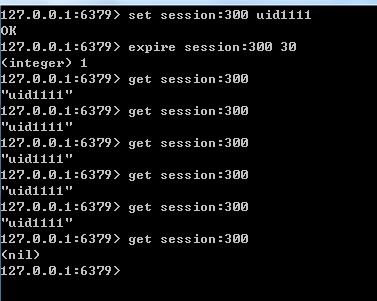 127.0.0.1:6379> set session:300 uid1111
OK
127.0.0.1:6379> expire session:300 30
(integer) 1
127.0.0.1:6379> get session:300
"uid1111"
127.0.0.1:6379> get session:300
"uid1111"
127.0.0.1:6379> get session:300
"uid1111"
127.0.0.1:6379> get session:300
"uid1111"
127.0.0.1:6379> get session:300
"uid1111"
127.0.0.1:6379> get session:300
(nil)
127.0.0.1:6379>